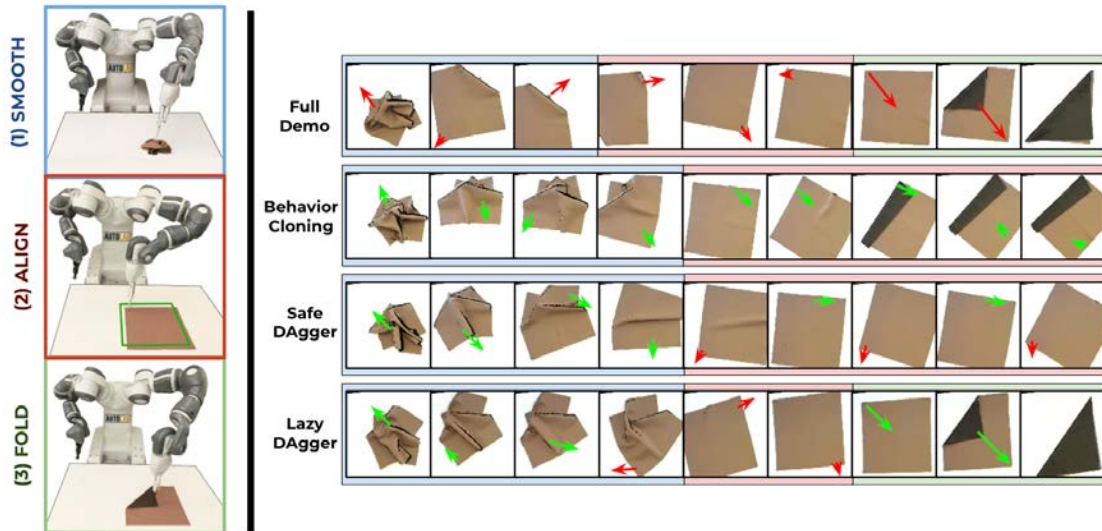 (1) SMOOTH
(2) ALIGN
(3) FOLD
Full
Demo
Behavior
Cloning
Safe
DAgger
Lazy
DAgger